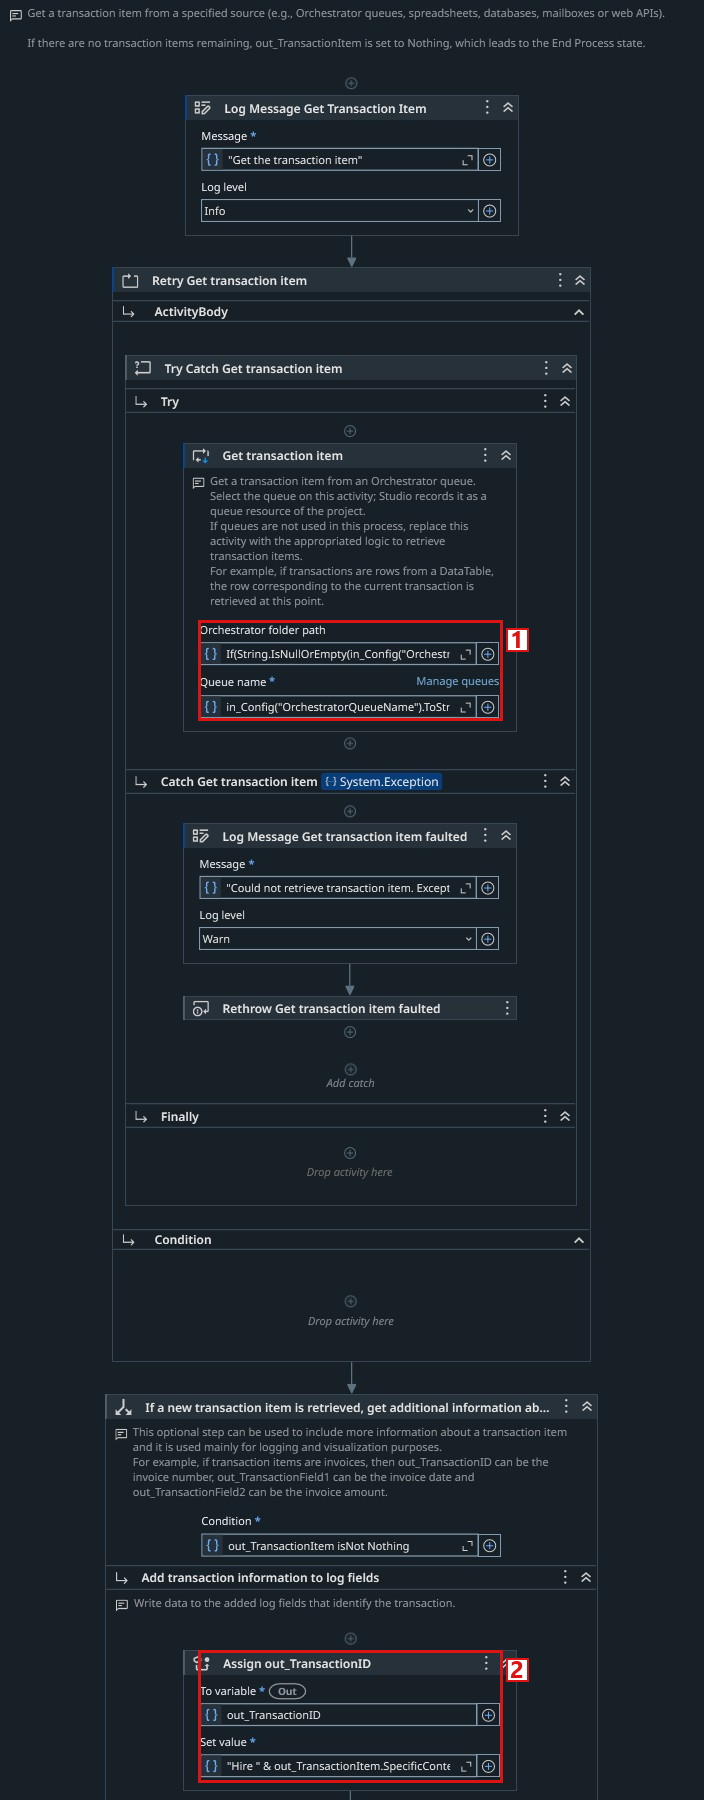 Get a transaction item from a specified source (e.g., Orchestrator queues, spreadsheets, databases, mailboxes or web APIs).
If there are no transaction items remaining, out_TransactionItem is set to Nothing, which leads to the End Process state.
Log Message Get Transaction Item
Message *
"Get the transaction item"
Log level
Info
Retry Get transaction item
ActivityBody
Try Catch Get transaction item
Try
Get transaction item
Get a transaction item from an Orchestrator queue.
Select the queue on this activity; Studio records it as a
queue resource of the project.
If queues are not used in this process, replace this
activity with the appropriated logic to retrieve
transaction items.
For example, if transactions are rows from a DataTable,
the row corresponding to the current transaction is
retrieved at this point.
Orchestrator folder path
1
If(String.IsNullOrEmpty(in_Config("Orchestr
Queue name * Manage queues
in_Config("OrchestratorQueueName").ToStr
Catch Get transaction item System.Exception
Log Message Get transaction item faulted
Message *
"Could not retrieve transaction item. Except
Log level
Warn
Rethrow Get transaction item faulted
Add catch
Finally
Drop activity here
Condition
Drop activity here
If a new transaction item is retrieved, get additional information ab...
This optional step can be used to include more information about a transaction item
and it is used mainly for logging and visualization purposes.
For example, if transaction items are invoices, then out_TransactionID can be the
invoice number, out_TransactionField1 can be the invoice date and
out_TransactionField2 can be the invoice amount.
Condition *
out_TransactionItem isNot Nothing
Add transaction information to log fields
Write data to the added log fields that identify the transaction.
Assign out_TransactionID
2
To variable * Out
out_TransactionID
Set value *
"Hire " & out_TransactionItem.SpecificConte